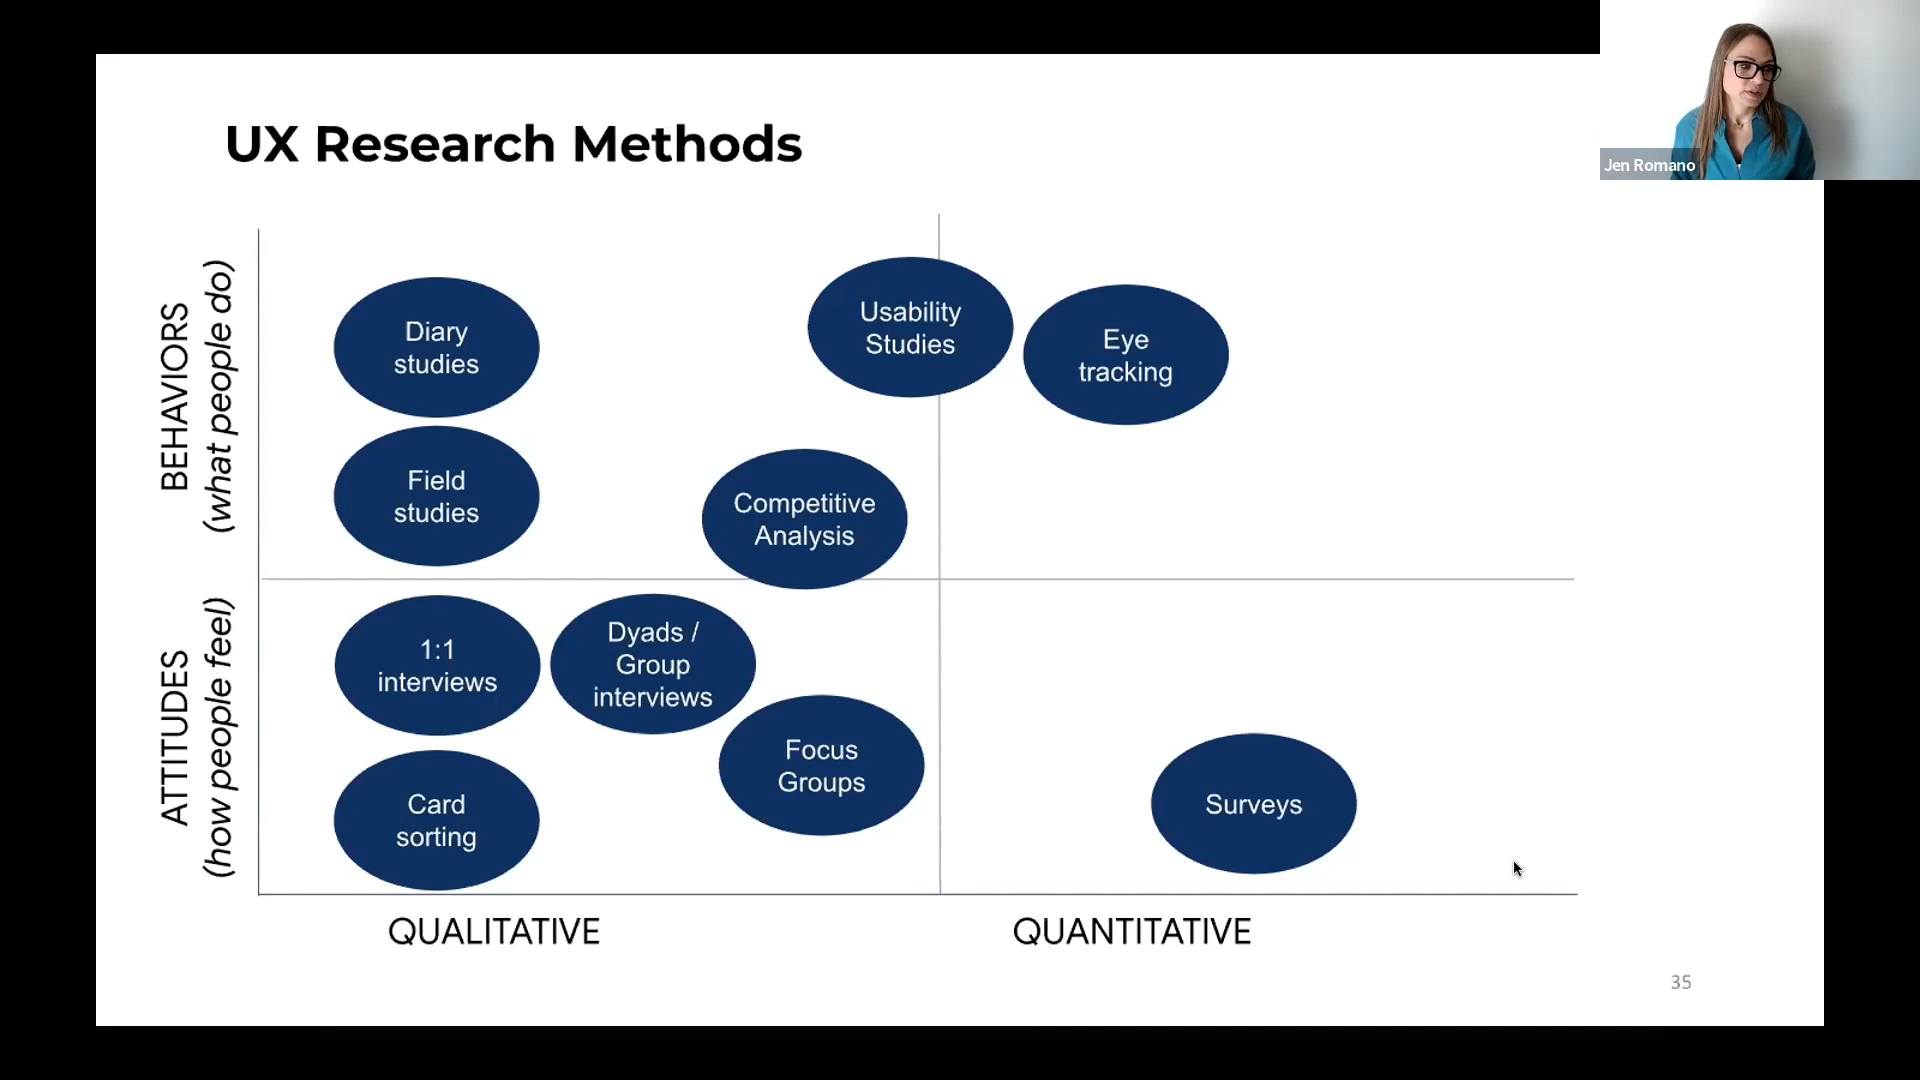 UX Research Methods
Jen Romano
BEHAVIORS
(what people do)
Diary
studies
Usability
Studies
Eye
tracking
Field
studies
Competitive
Analysis
ATTITUDES
(how people feel)
1:1
interviews
Dyads /
Group
interviews
Focus
Groups
Card
sorting
Surveys
QUALITATIVE
QUANTITATIVE
35